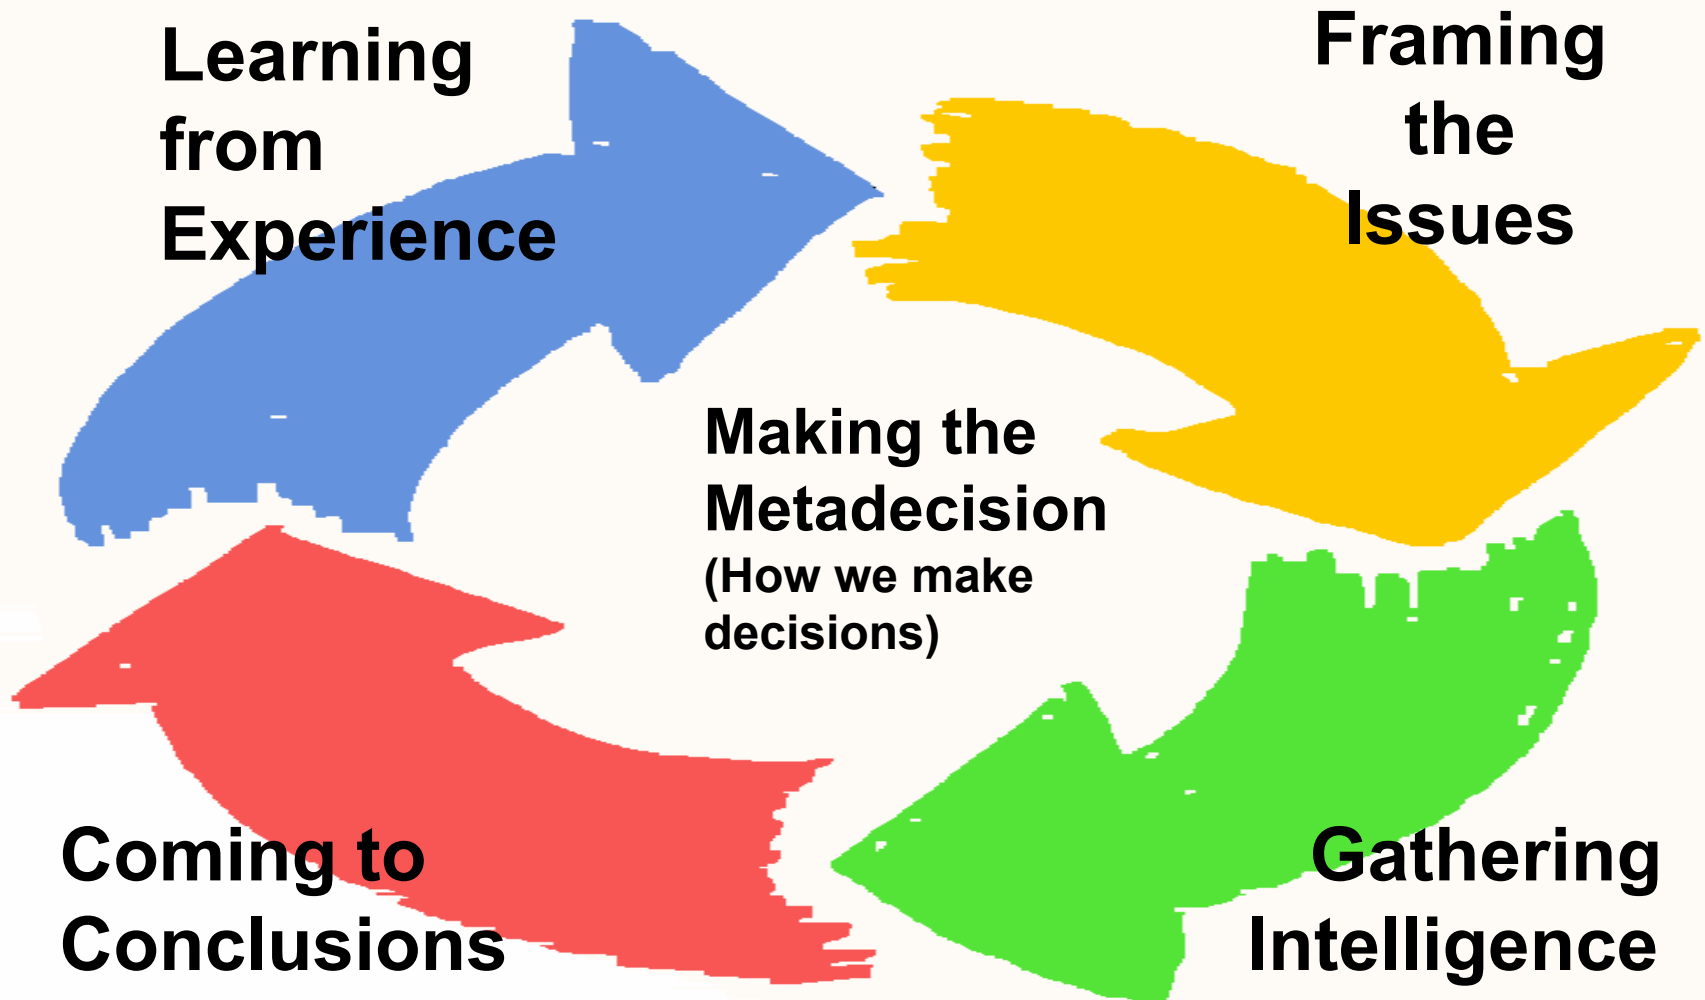 Learning
from
Experience
Framing
the
Issues
Making the
Metadecision
(How we make
decisions)
Coming to
Conclusions
Gathering
Intelligence